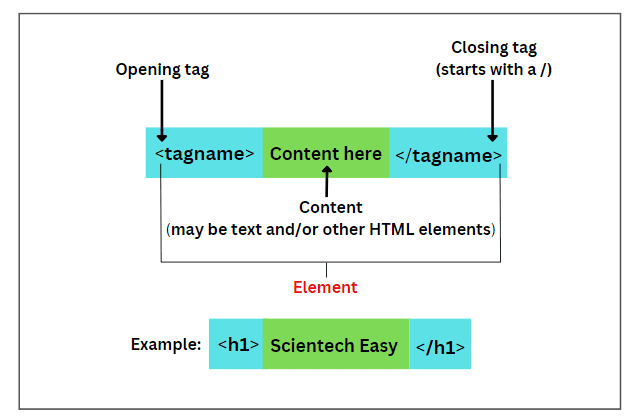 Closing tag
Opening tag
(starts with a /)
<tagname> Content here </tagname>
Content
(may be text and/or other HTML elements)
Element
Example: <h1> Scientech Easy </h1>